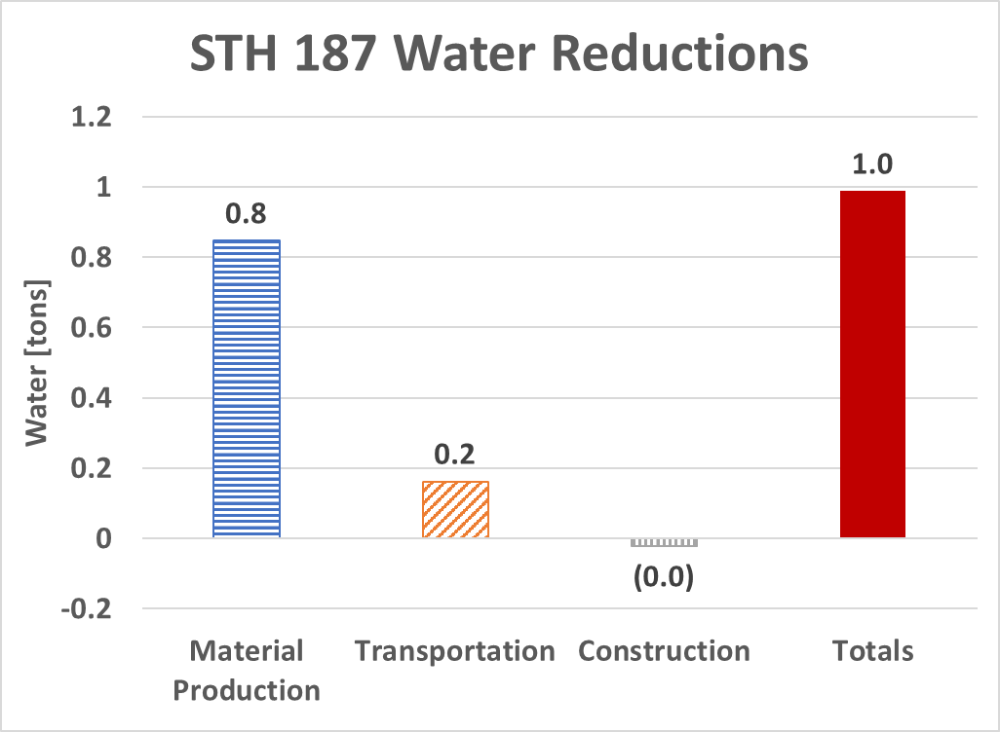 STH 187 Water Reductions
1.2
1
0.8
0.6
0.4
0.2
0
-0.2
Water [tons]
0.8
0.2
(0.0)
1.0
Material
Production
Transportation
Construction
Totals